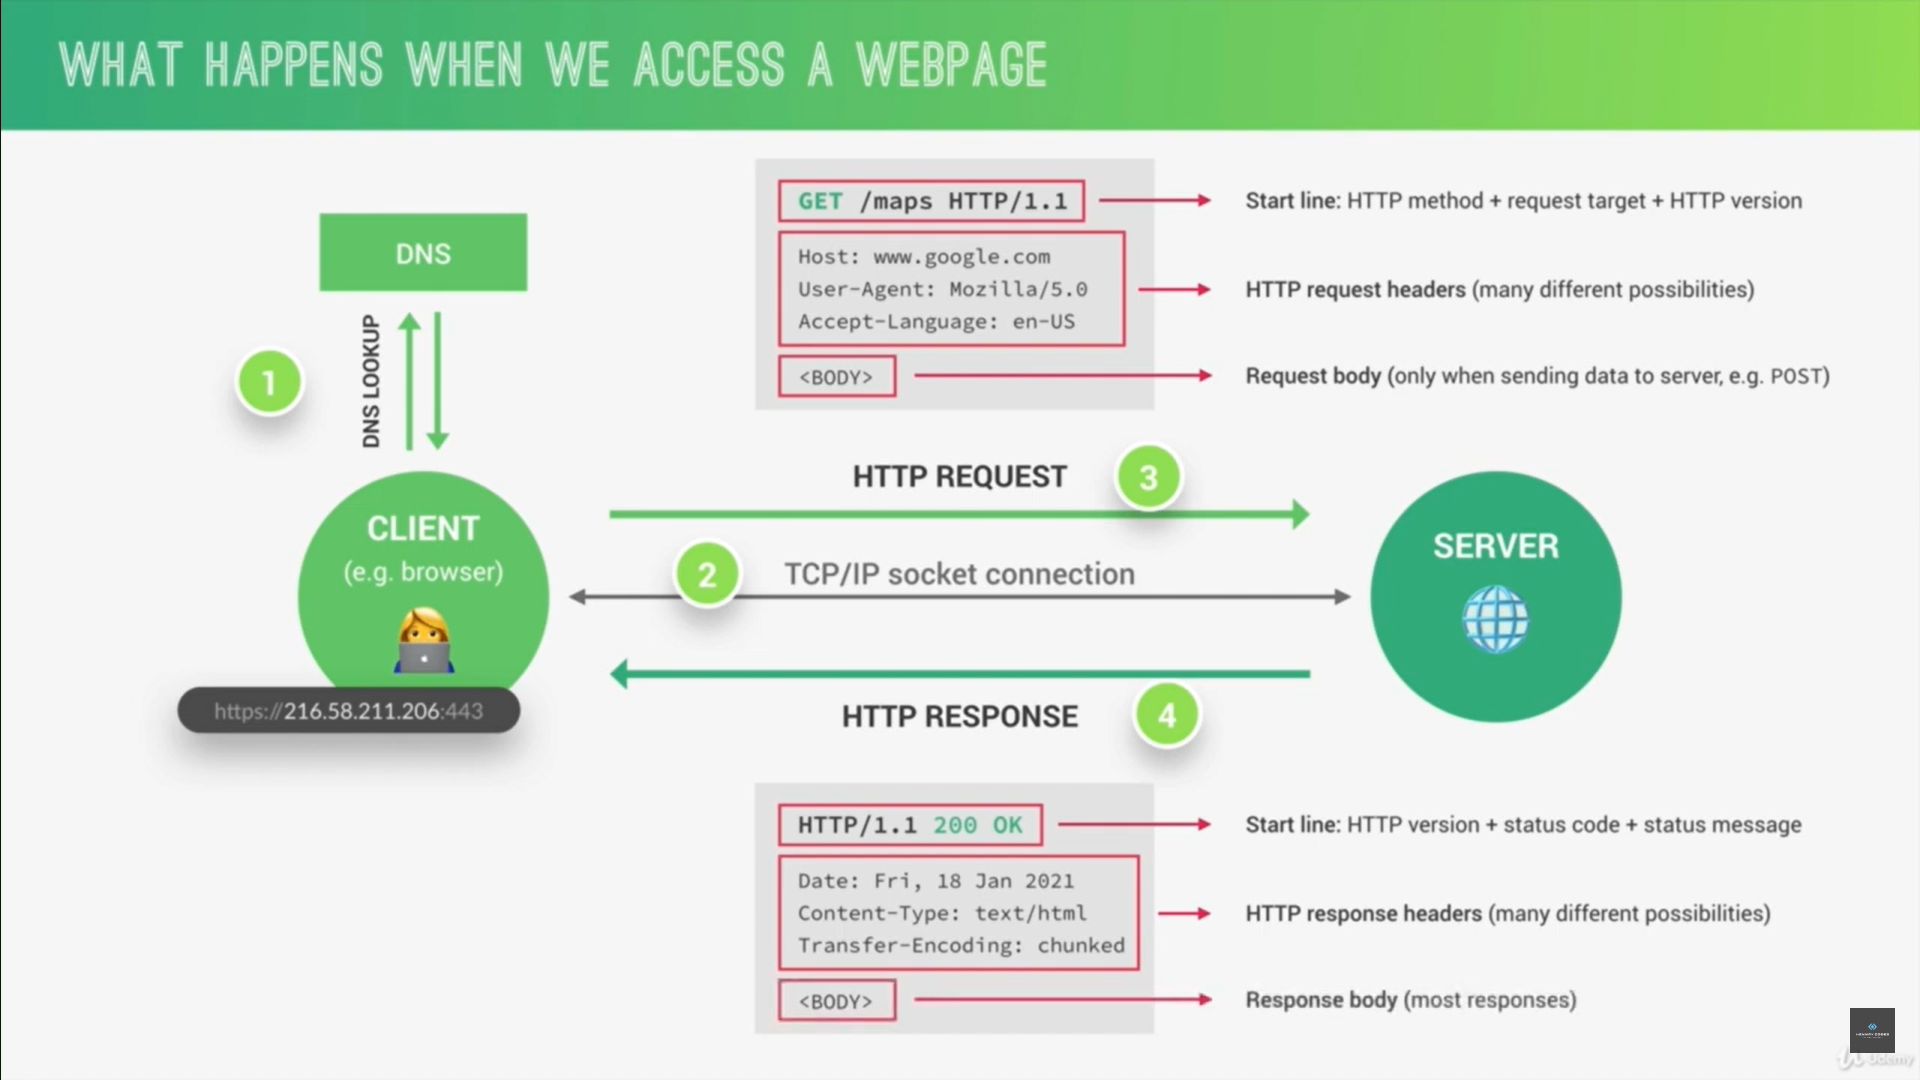 WHAT HAPPENS WHEN WE ACCESS A WEBPAGE
DNS
DNS LOOKUP
1
CLIENT
(e.g. browser)
https://216.58.211.206:443
GET /maps HTTP/1.1
Start line: HTTP method + request target + HTTP version
Host: www.google.com
User-Agent: Mozilla/5.0
Accept-Language: en-US
HTTP request headers (many different possibilities)
<BODY>
Request body (only when sending data to server, e.g. POST)
HTTP REQUEST
3
2
TCP/IP socket connection
SERVER
HTTP RESPONSE
4
HTTP/1.1 200 OK
Start line: HTTP version + status code + status message
Date: Fri, 18 Jan 2021
Content-Type: text/html
Transfer-Encoding: chunked
HTTP response headers (many different possibilities)
<BODY>
Response body (most responses)
Udemy